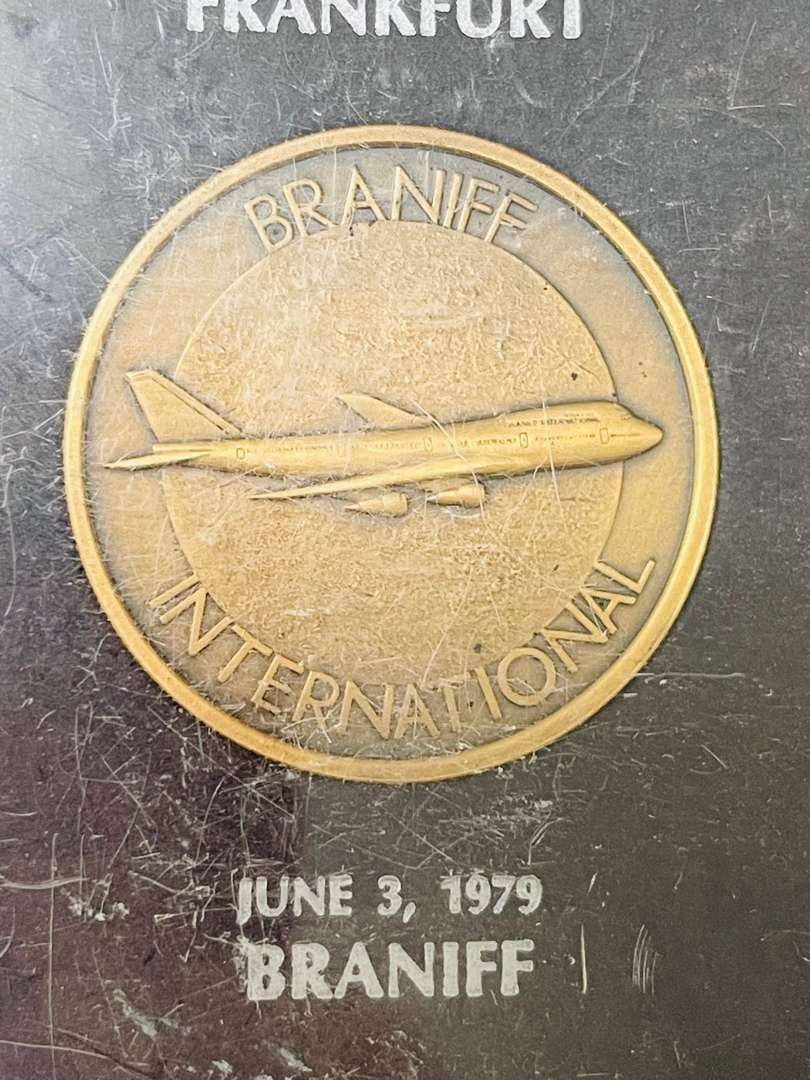 FRANKFURT
BRANIFF
INTERNATIONAL
JUNE 3, 1979
BRANIFF